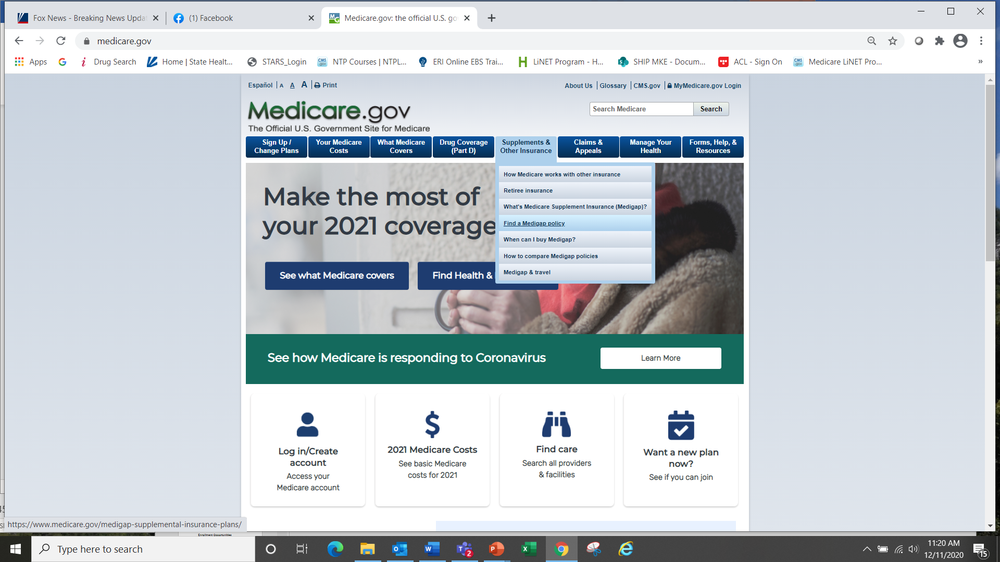 Fox News - Breaking News Upda
(1) Facebook
Medicare.gov: the official U.S. go
medicare.gov
Apps
Drug Search
Home | State Healt...
STARS_Login
NTP Courses | NTPL...
ERI Online EBS Trai...
LiNET Program - H...
SHIP MKE - Docum...
ACL - Sign On
Medicare LiNET Pro...
»
Español
A
A
A
Print
About Us
Glossary
CMS.gov
MyMedicare.gov Login
Medicare.gov
The Official U.S. Government Site for Medicare
Search Medicare
Search
Sign Up /
Change Plans
Your Medicare
Costs
What Medicare
Covers
Drug Coverage
(Part D)
Supplements &
Other Insurance
Claims &
Appeals
Manage Your
Health
Forms, Help, &
Resources
How Medicare works with other insurance
Retiree insurance
What's Medicare Supplement Insurance (Medigap)?
Find a Medigap policy
When can I buy Medigap?
How to compare Medigap policies
Medigap & travel
Make the most of
your 2021 coverage
See what Medicare covers
Find Health &
See how Medicare is responding to Coronavirus
Learn More
Log in/Create
account
Access your
Medicare account
2021 Medicare Costs
See basic Medicare
costs for 2021
Find care
Search all providers
& facilities
Want a new plan
now?
See if you can join
https://www.medicare.gov/medigap-supplemental-insurance-plans/
Enrollment Opportunities
Type here to search
2
11:20 AM
12/11/2020
15